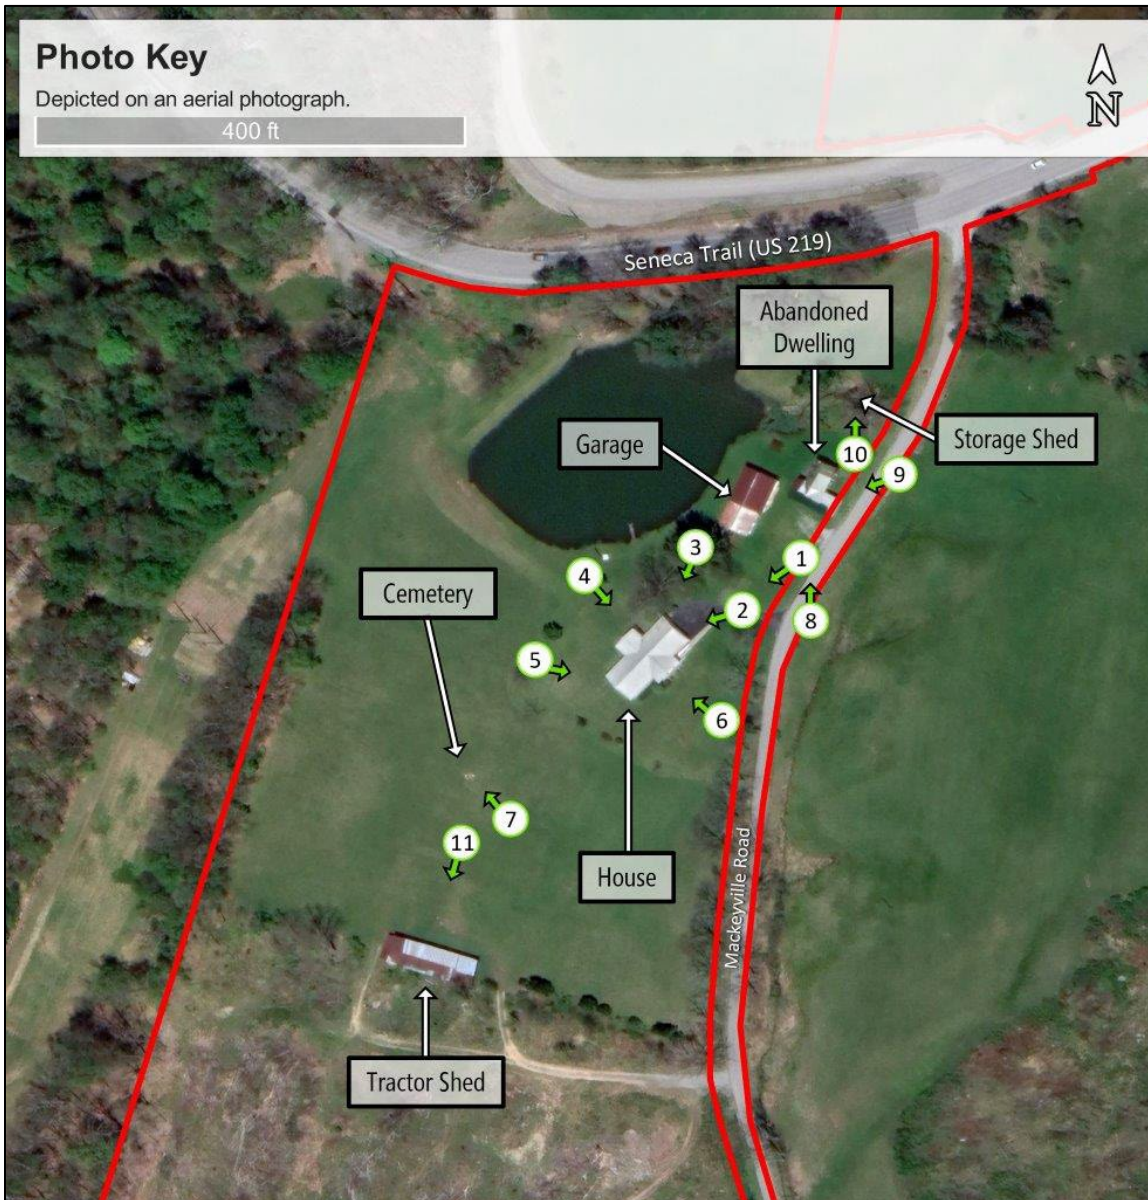 Photo Key
Depicted on an aerial photograph.
400 ft
N
Seneca Trail (US 219)
Abandoned
Dwelling
Garage
Storage Shed
10
9
3
1
4
Cemetery
2
8
5
6
7
11
House
Mackeyville Road
Tractor Shed